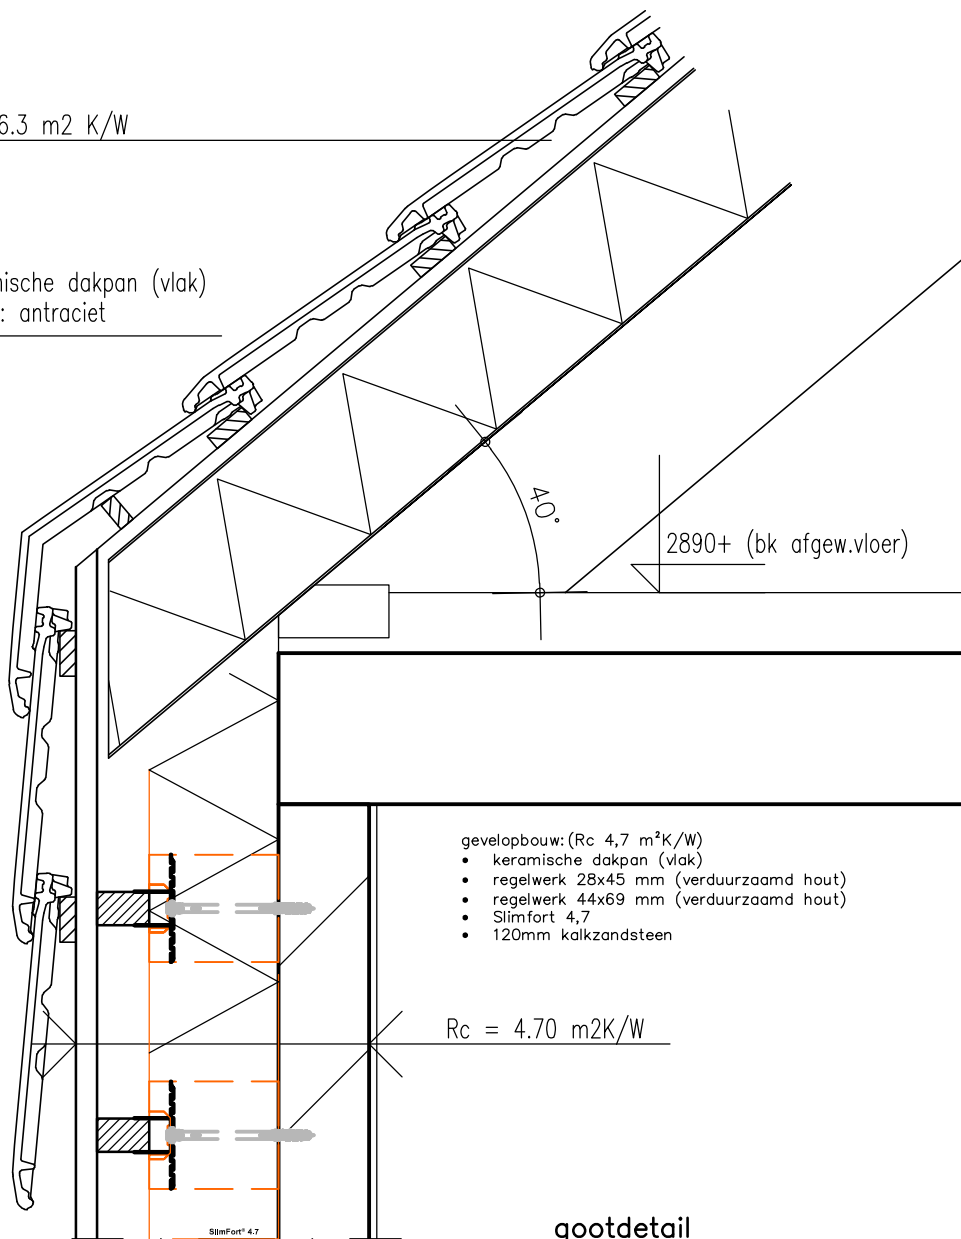 6.3 m2 K/W
ische dakpan (vlak)
: antraciet
40°
2890+ (bk afgew.vloer)
gevelopbouw: (Rc 4,7 m²K/W)
• keramische dakpan (vlak)
• regelwerk 28x45 mm (verduurzaamd hout)
• regelwerk 44x69 mm (verduurzaamd hout)
• Slimfort 4,7
• 120mm kalkzandsteen
Rc = 4.70 m2K/W
SlimFort® 4.7
gootdetail